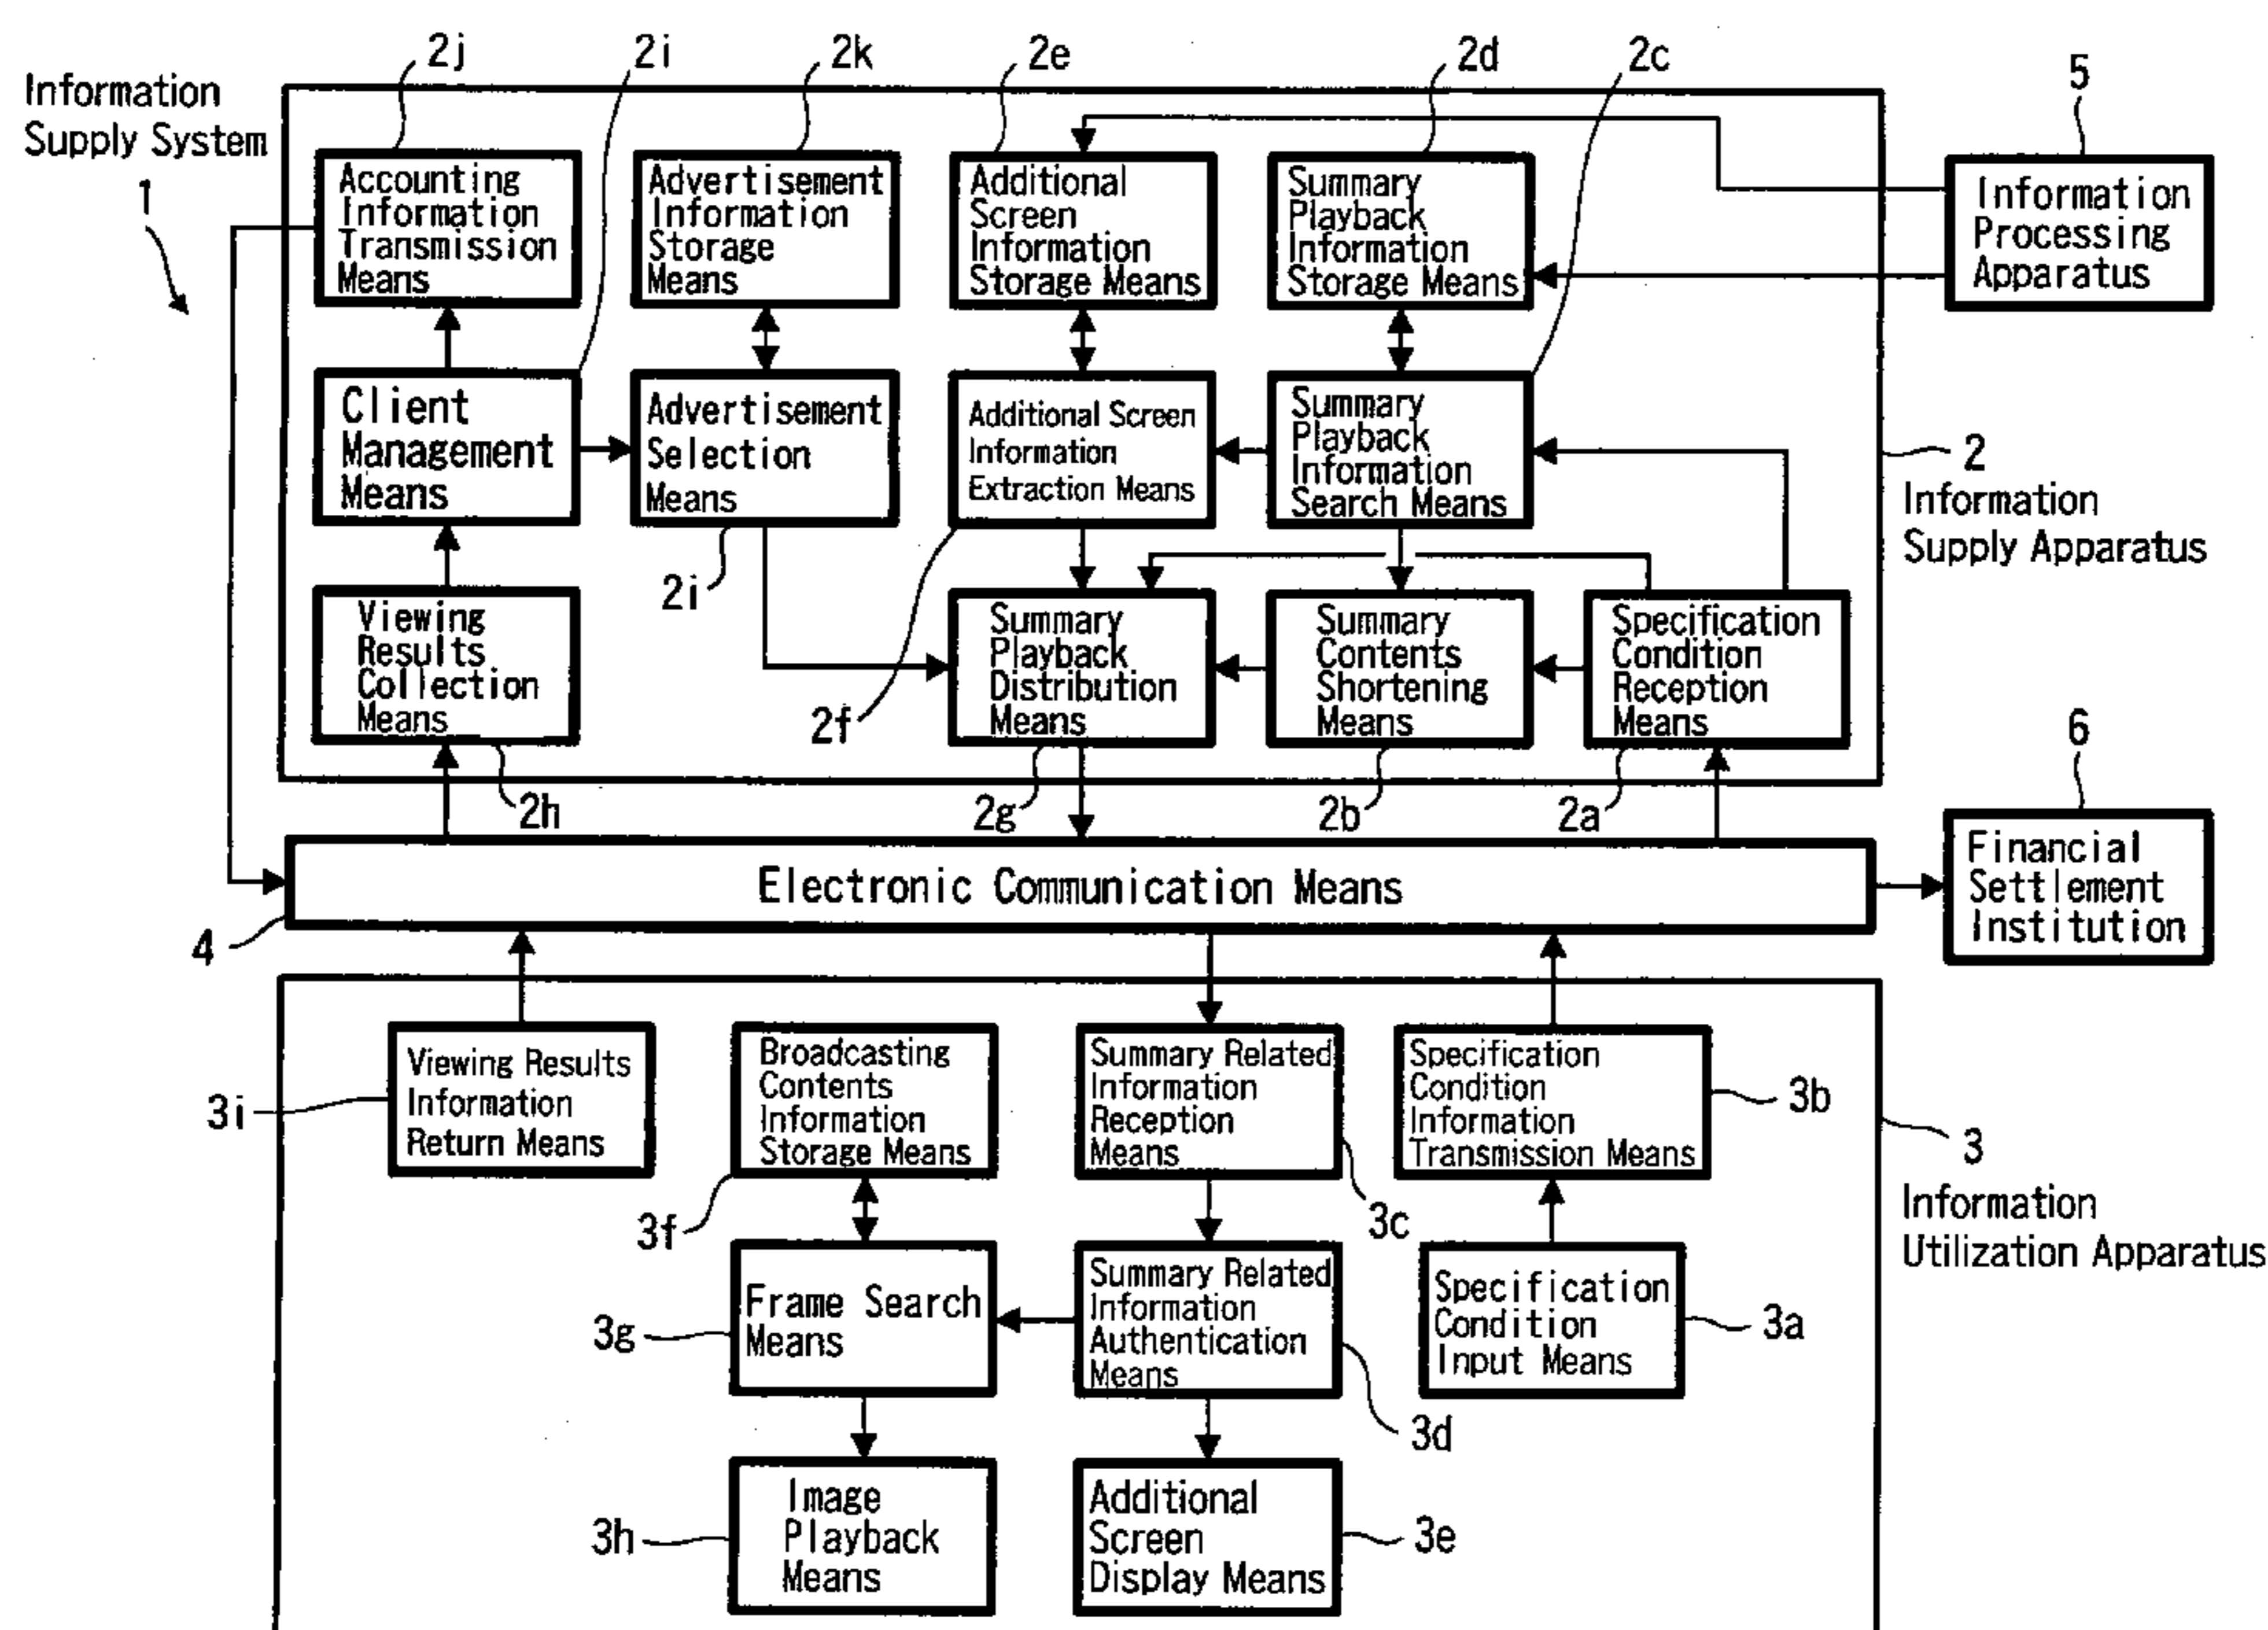 2j
2i
2k
2e
2d
2c
5
Information
Supply System
1
Accounting
Information
Transmission
Means
Advertisement
Information
Storage
Means
Additional
Screen
Information
Storage Means
Summary
Playback
Information
Storage Means
Information
Processing
Apparatus
Client
Management
Means
Advertisement
Selection
Means
Additional Screen
Information
Extraction Means
Summary
Playback
Information
Search Means
2
Information
Supply Apparatus
2i
Viewing
Results
Collection
Means
2f
Summary
Playback
Distribution
Means
Summary
Contents
Shortening
Means
Specification
Condition
Reception
Means
6
2h
2g
2b
2a
Electronic Communication Means
4
Financial
Settlement
Institution
Viewing Results
Information
Return Means
3i
Broadcasting
Contents
Information
Storage Means
3f
Summary Related
Information
Reception
Means
3c
Specification
Condition
Information
Transmission Means
3b
3
Information
Utilization Apparatus
Frame Search
Means
3g
Summary Related
Information
Authentication
Means
3d
Specification
Condition
Input Means
3a
Image
Playback
Means
3h
Additional
Screen
Display Means
3e